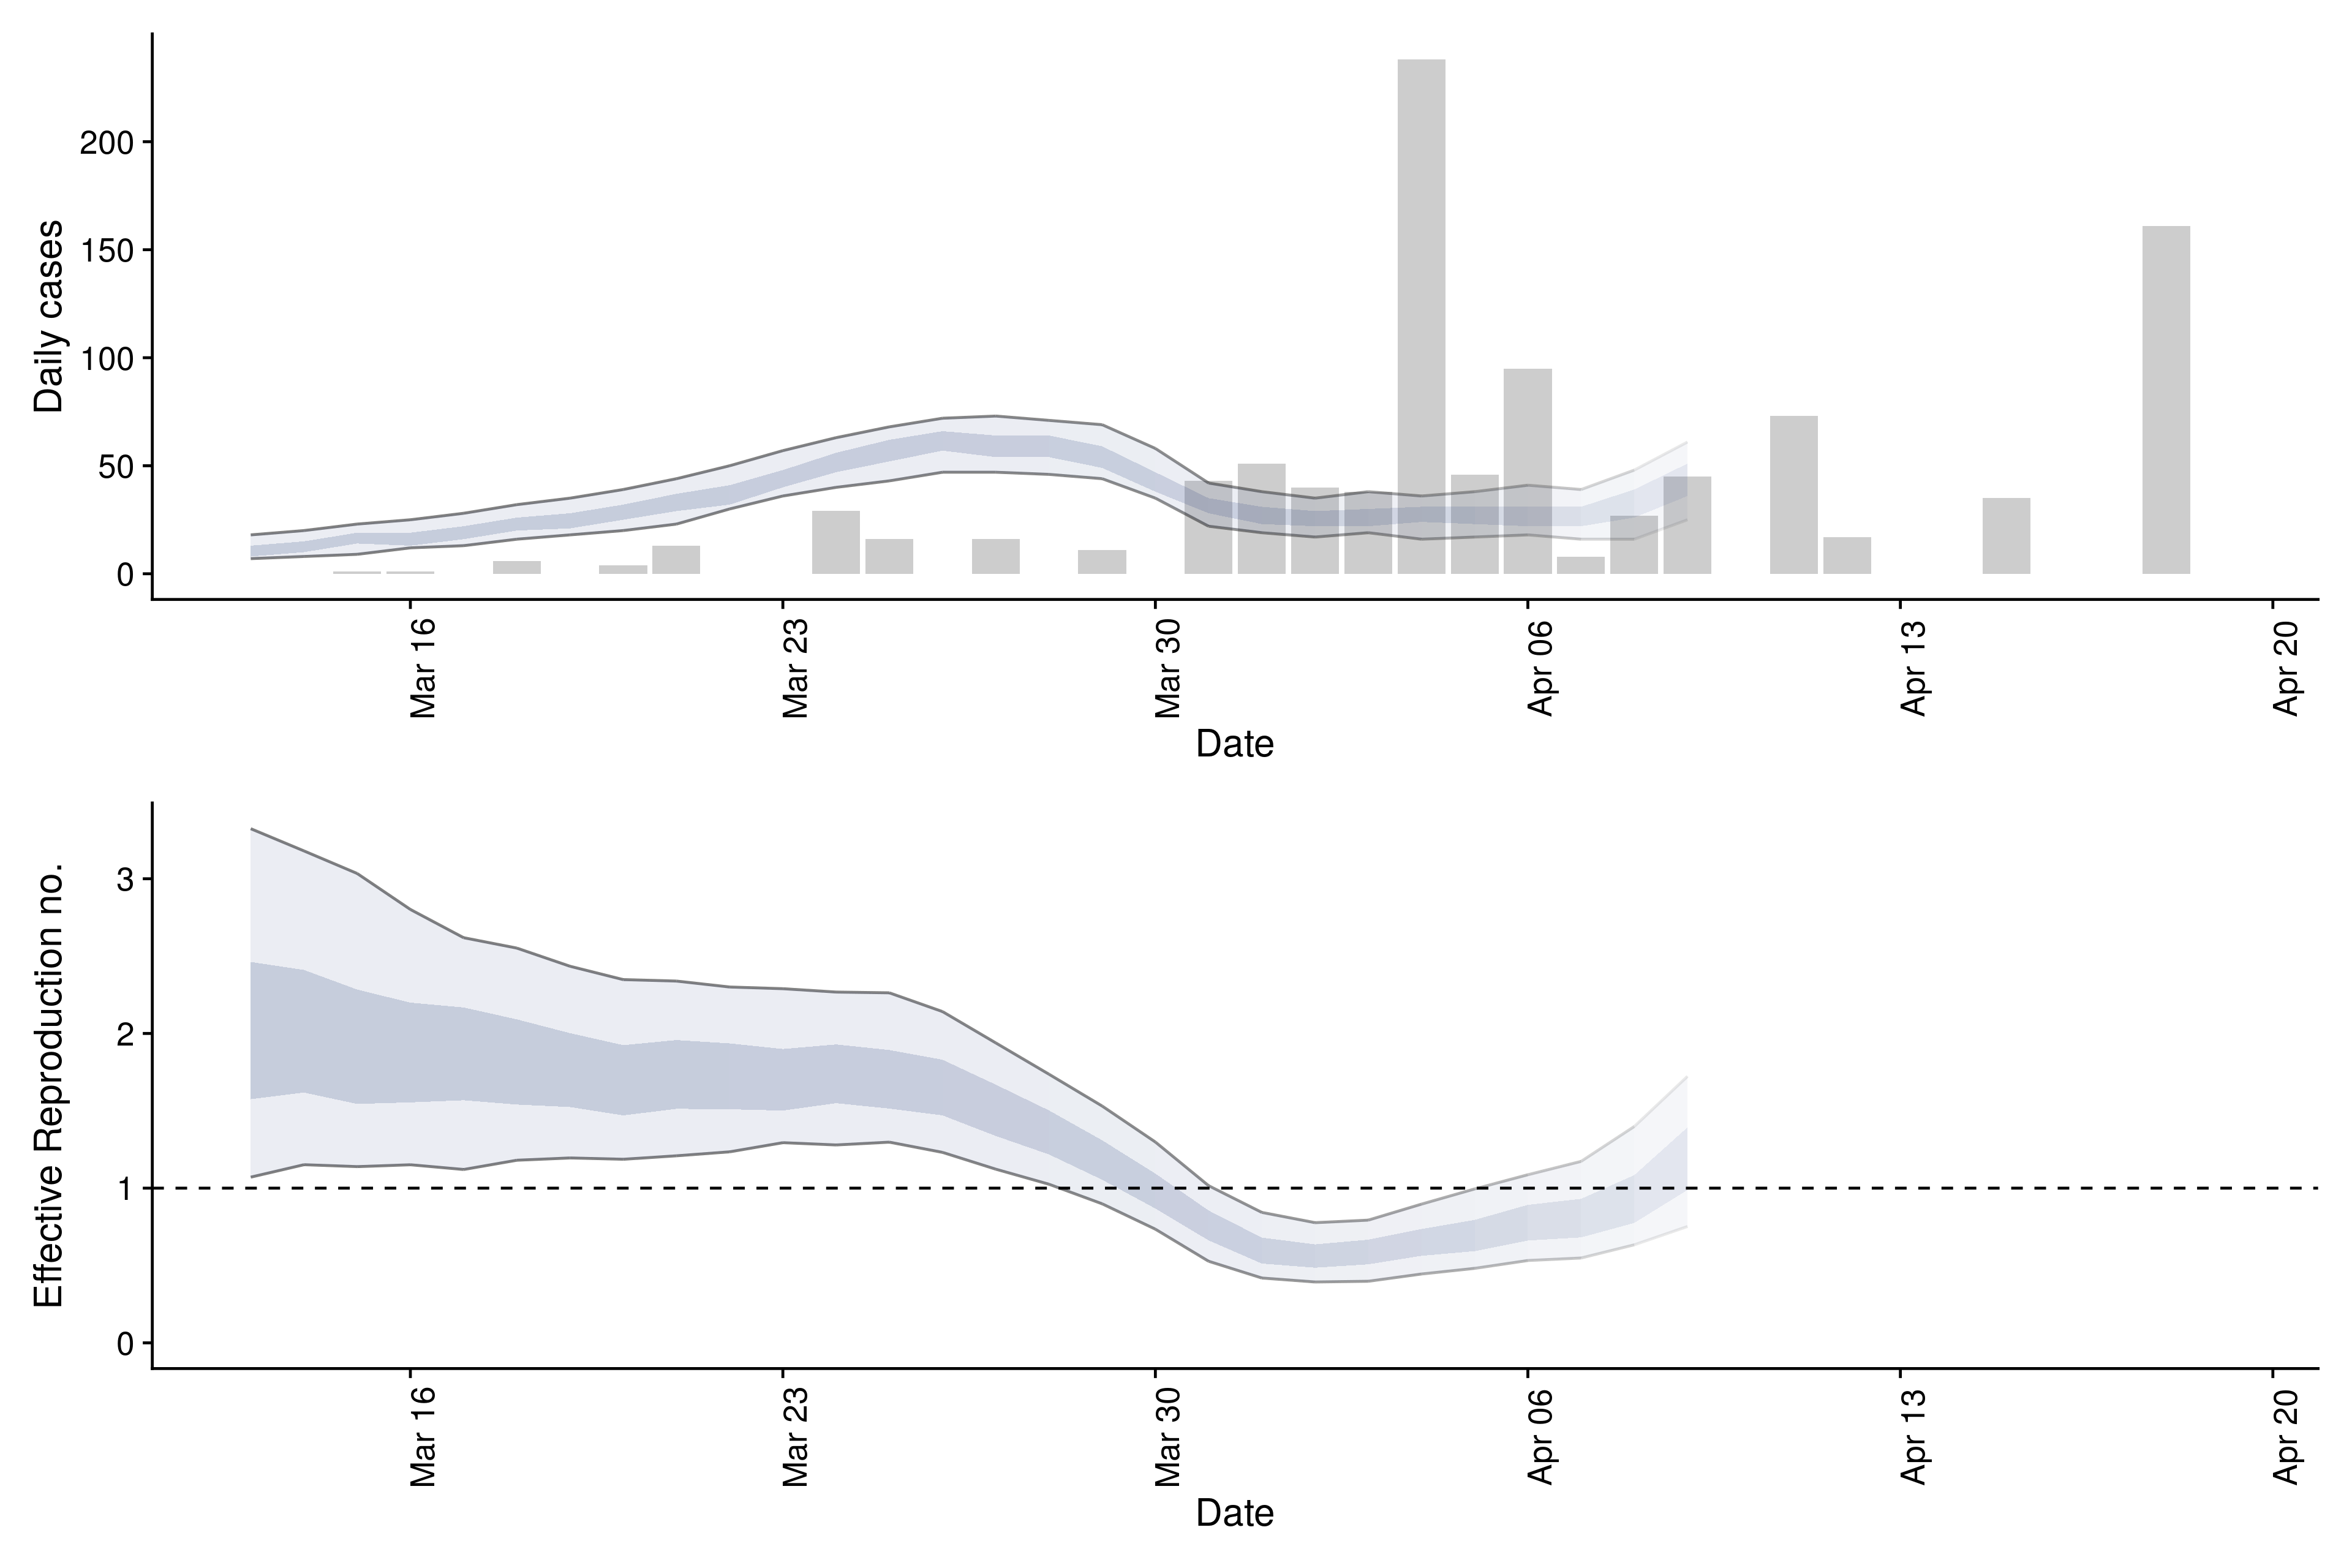 Daily cases
200
150
100
50
0
Mar 16
Mar 23
Mar 30
Apr 06
Apr 13
Apr 20
Date
Effective Reproduction no.
3
2
1
0
Mar 16
Mar 23
Mar 30
Apr 06
Apr 13
Apr 20
Date